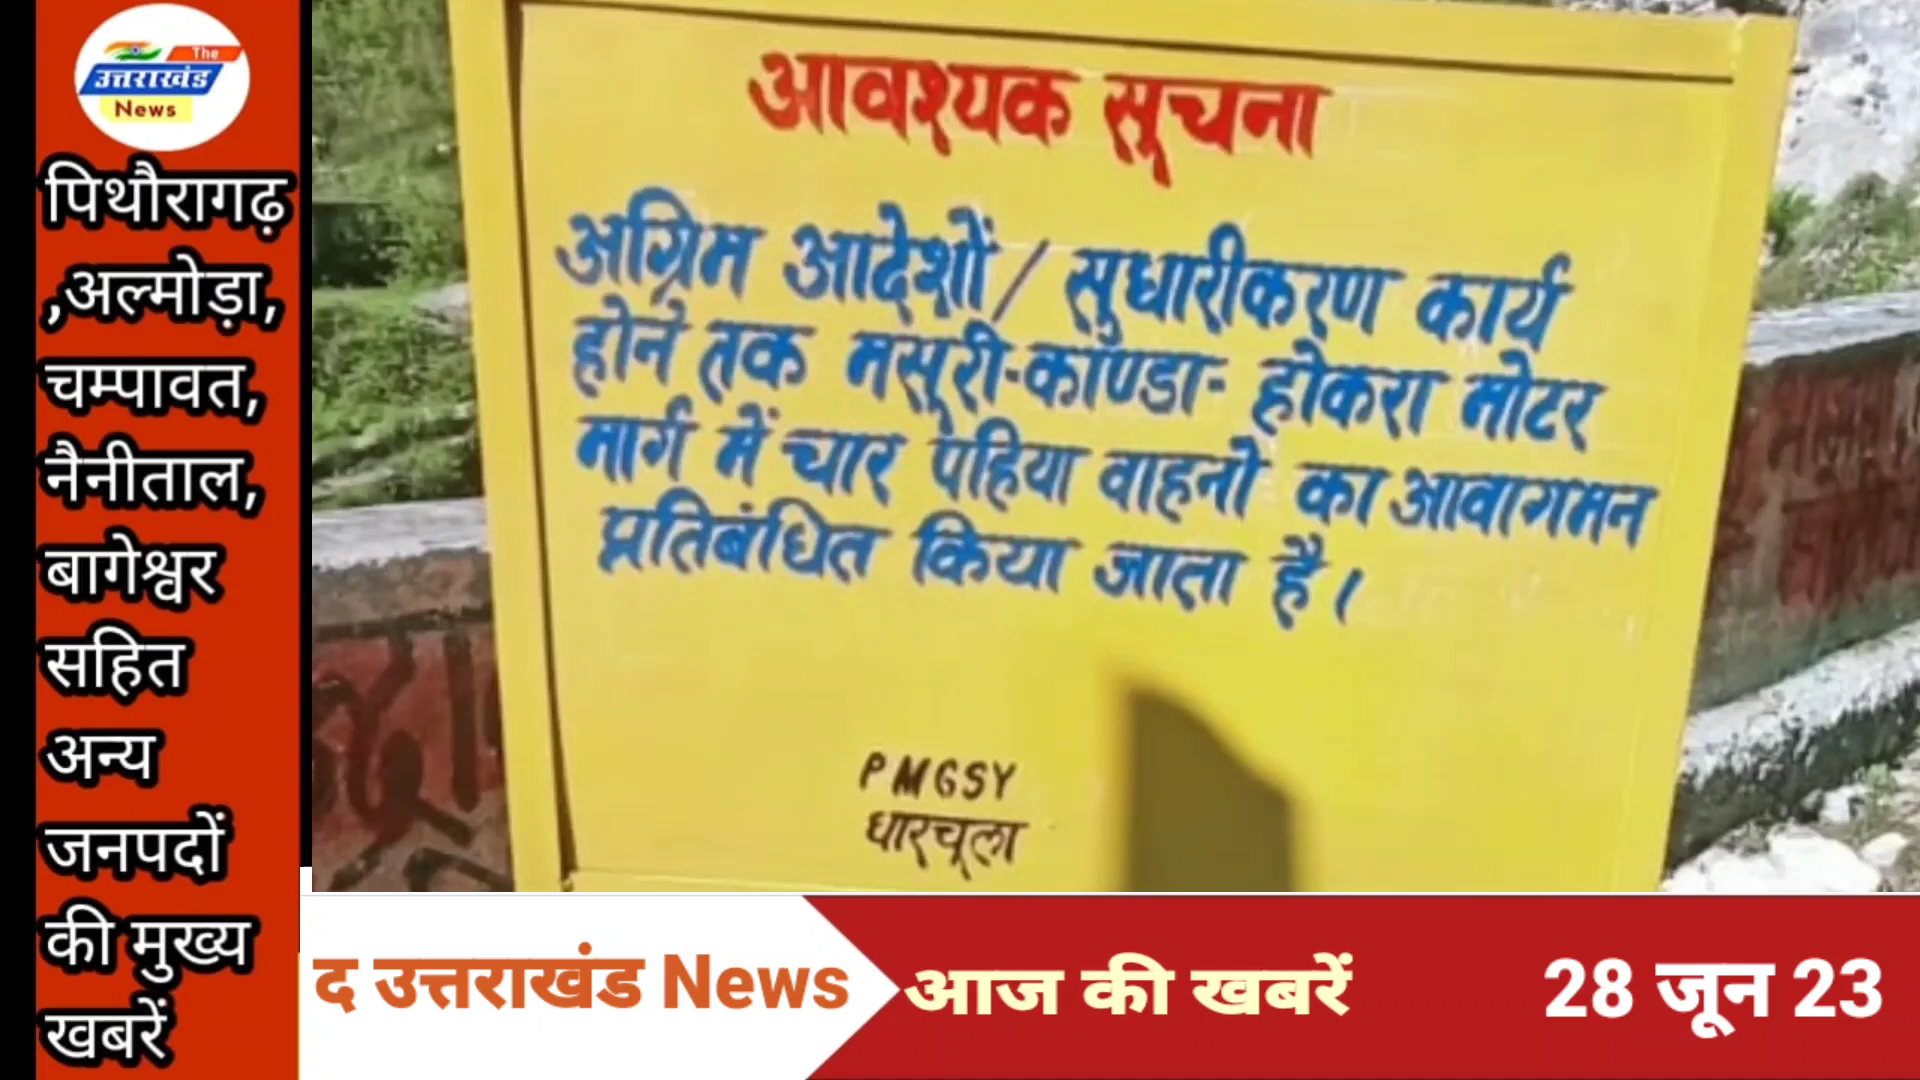 The
उत्तराखंड
News
पिथौरागढ़
,अल्मोड़ा,
चम्पावत,
नैनीताल,
बागेश्वर
सहित
अन्य
जनपदों
की मुख्य
खबरें
आवश्यक सूचना
अग्रिम आदेशों / सुधारीकरण कार्य
होने तक मसूरी-काण्डा- होकरा मोटर
मार्ग में चार पहिया वाहनों का आवागमन
प्रतिबंधित किया जाता है।
PMGSY
धारचूला
द उत्तराखंड News
आज की खबरें
28 जून 23